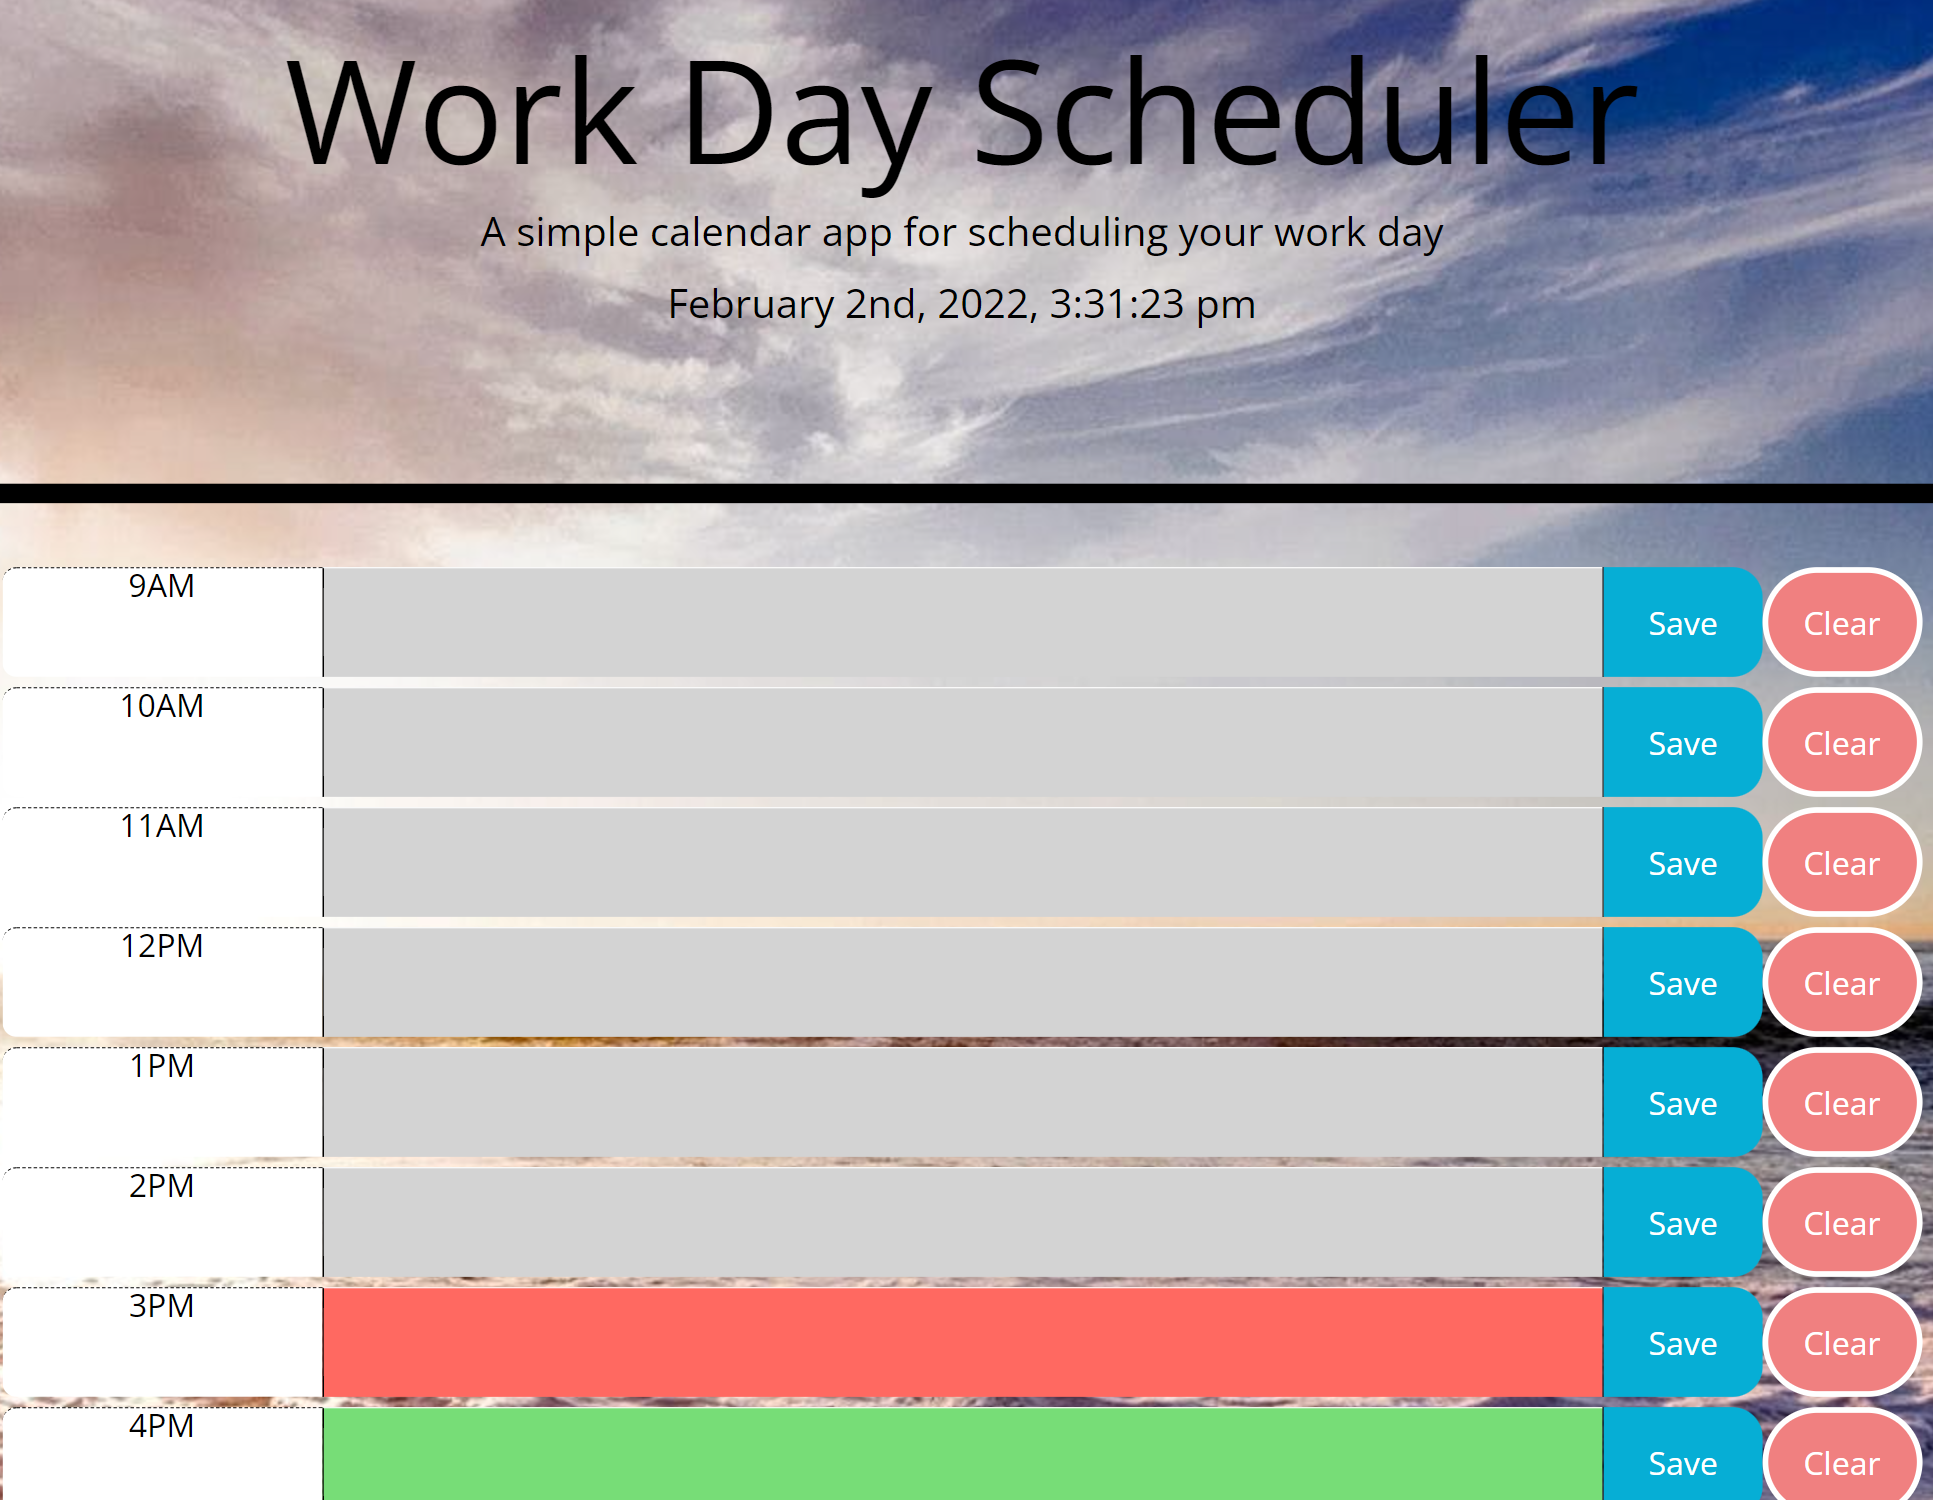 Work Day Scheduler
A simple calendar app for scheduling your work day
February 2nd, 2022, 3:31:23 pm
9AM Save Clear
10AM Save Clear
11AM Save Clear
12PM Save Clear
1PM Save Clear
2PM Save Clear
3PM Save Clear
4PM Save Clear